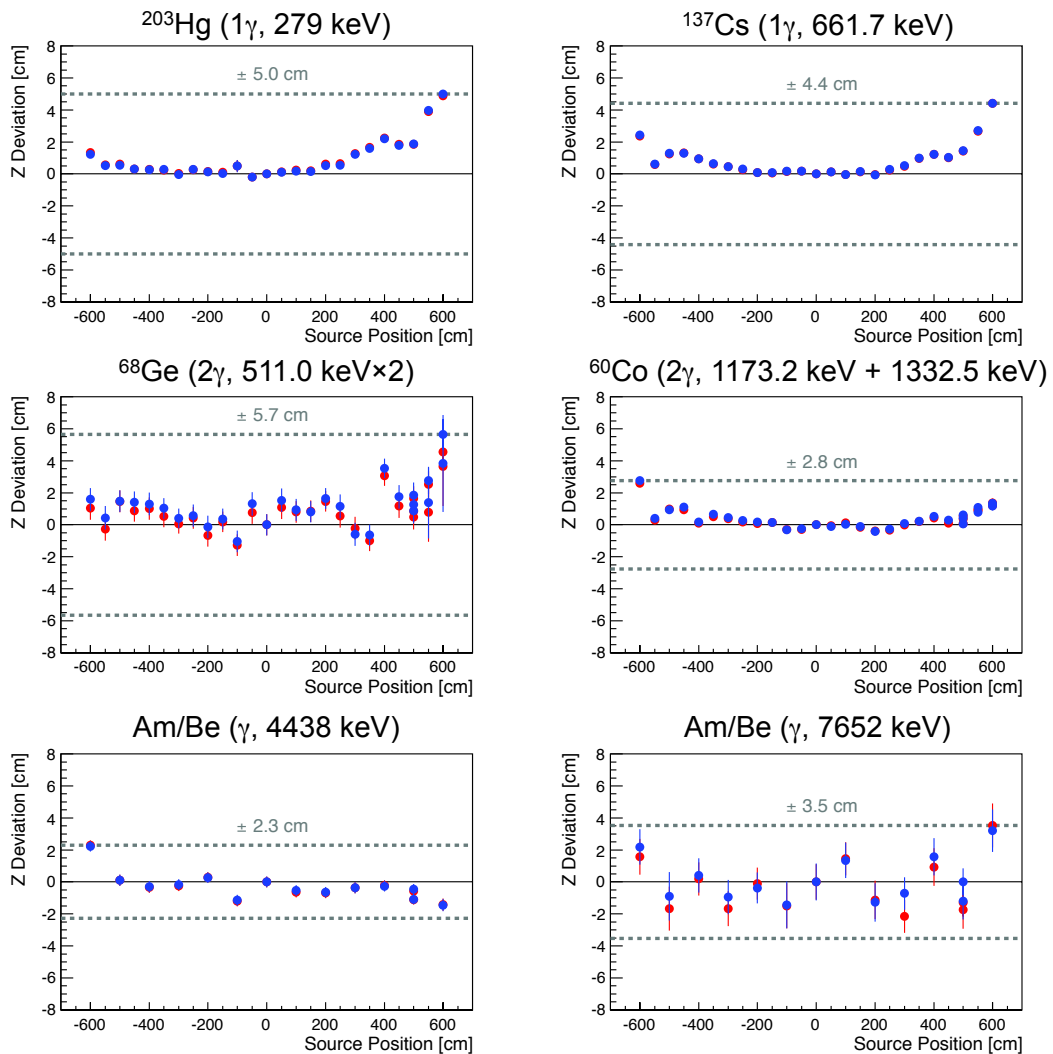 ²⁰³Hg (1γ, 279 keV)
Z Deviation [cm]
8
6
4
2
0
-2
-4
-6
-8
± 5.0 cm
-600 -400 -200 0 200 400 600
Source Position [cm]
¹³⁷Cs (1γ, 661.7 keV)
Z Deviation [cm]
8
6
4
2
0
-2
-4
-6
-8
± 4.4 cm
-600 -400 -200 0 200 400 600
Source Position [cm]
⁶⁸Ge (2γ, 511.0 keV×2)
Z Deviation [cm]
8
6
4
2
0
-2
-4
-6
-8
± 5.7 cm
-600 -400 -200 0 200 400 600
Source Position [cm]
⁶⁰Co (2γ, 1173.2 keV + 1332.5 keV)
Z Deviation [cm]
8
6
4
2
0
-2
-4
-6
-8
± 2.8 cm
-600 -400 -200 0 200 400 600
Source Position [cm]
Am/Be (γ, 4438 keV)
Z Deviation [cm]
8
6
4
2
0
-2
-4
-6
-8
± 2.3 cm
-600 -400 -200 0 200 400 600
Source Position [cm]
Am/Be (γ, 7652 keV)
Z Deviation [cm]
8
6
4
2
0
-2
-4
-6
-8
± 3.5 cm
-600 -400 -200 0 200 400 600
Source Position [cm]